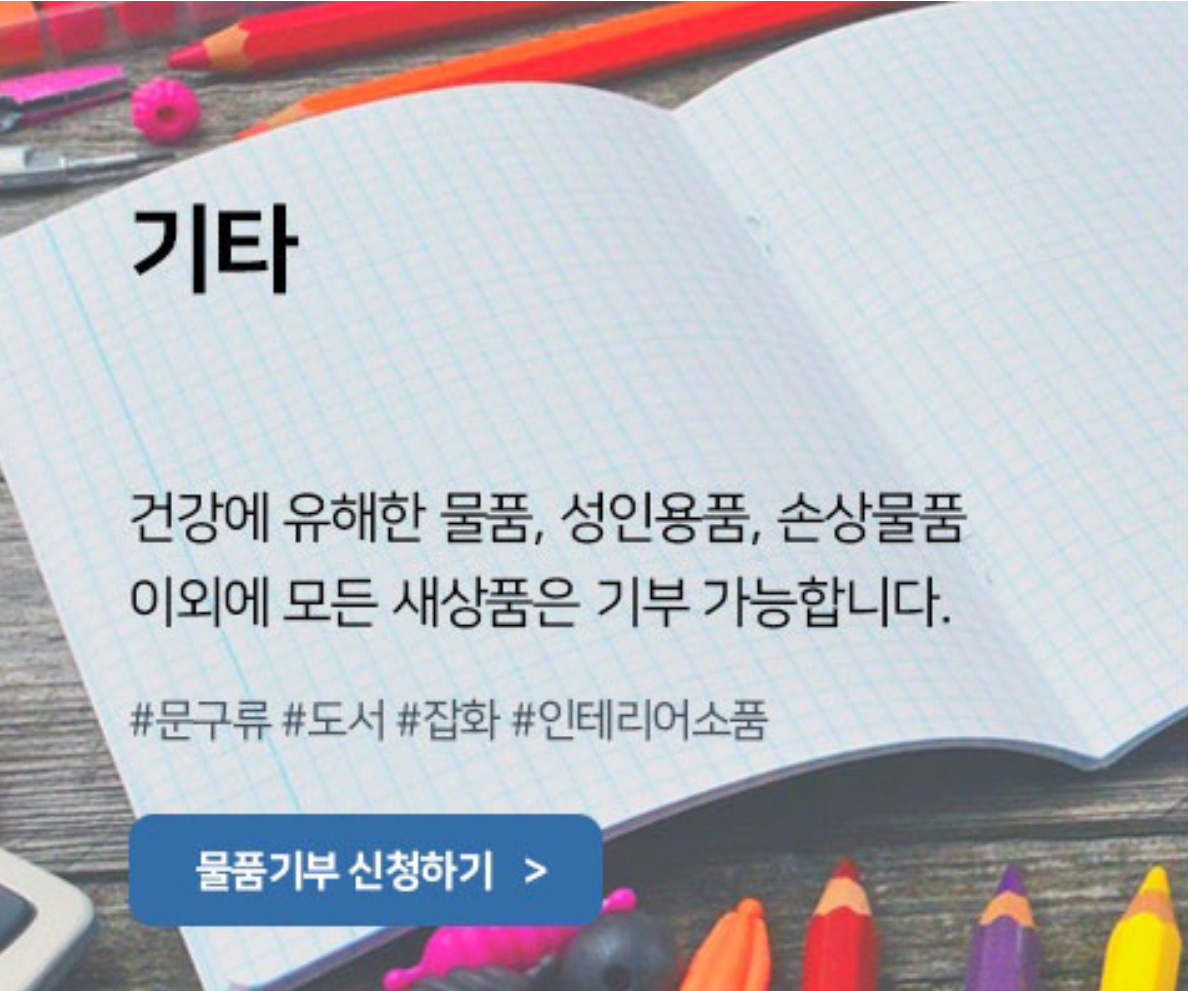 기타
건강에 유해한 물품, 성인용품, 손상물품
이외에 모든 새상품은 기부 가능합니다.
#문구류 #도서 #잡화 #인테리어소품
물품기부 신청하기 >